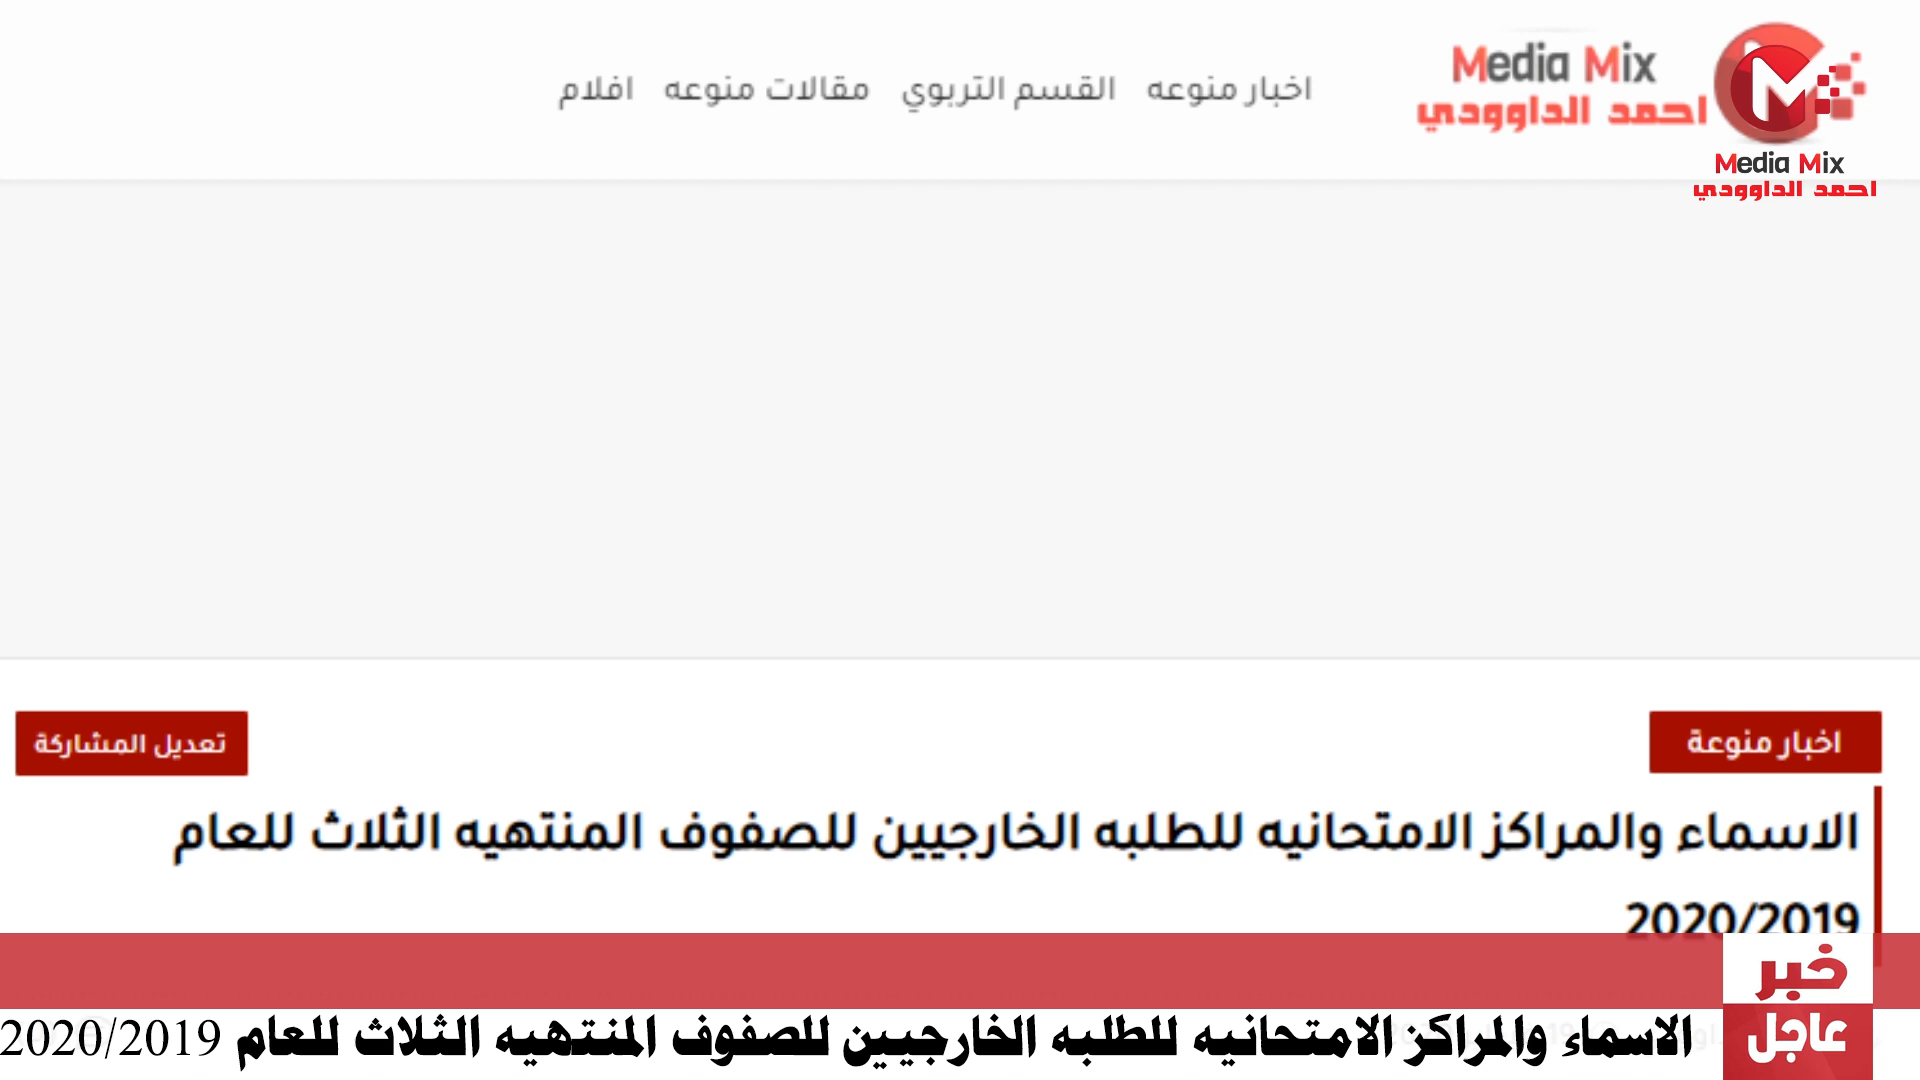 Media Mix
احمد الداوودي
Media Mix
احمد الداوودي
اخبار منوعه القسم التربوي مقالات منوعه افلام
اخبار منوعة
تعديل المشاركة
الاسماء والمراكز الامتحانيه للطلبه الخارجيين للصفوف المنتهيه الثلاث للعام
2020/2019
خبر
عاجل
الاسماء والمراكز الامتحانيه للطلبه الخارجيين للصفوف المنتهيه الثلاث للعام 2020/2019